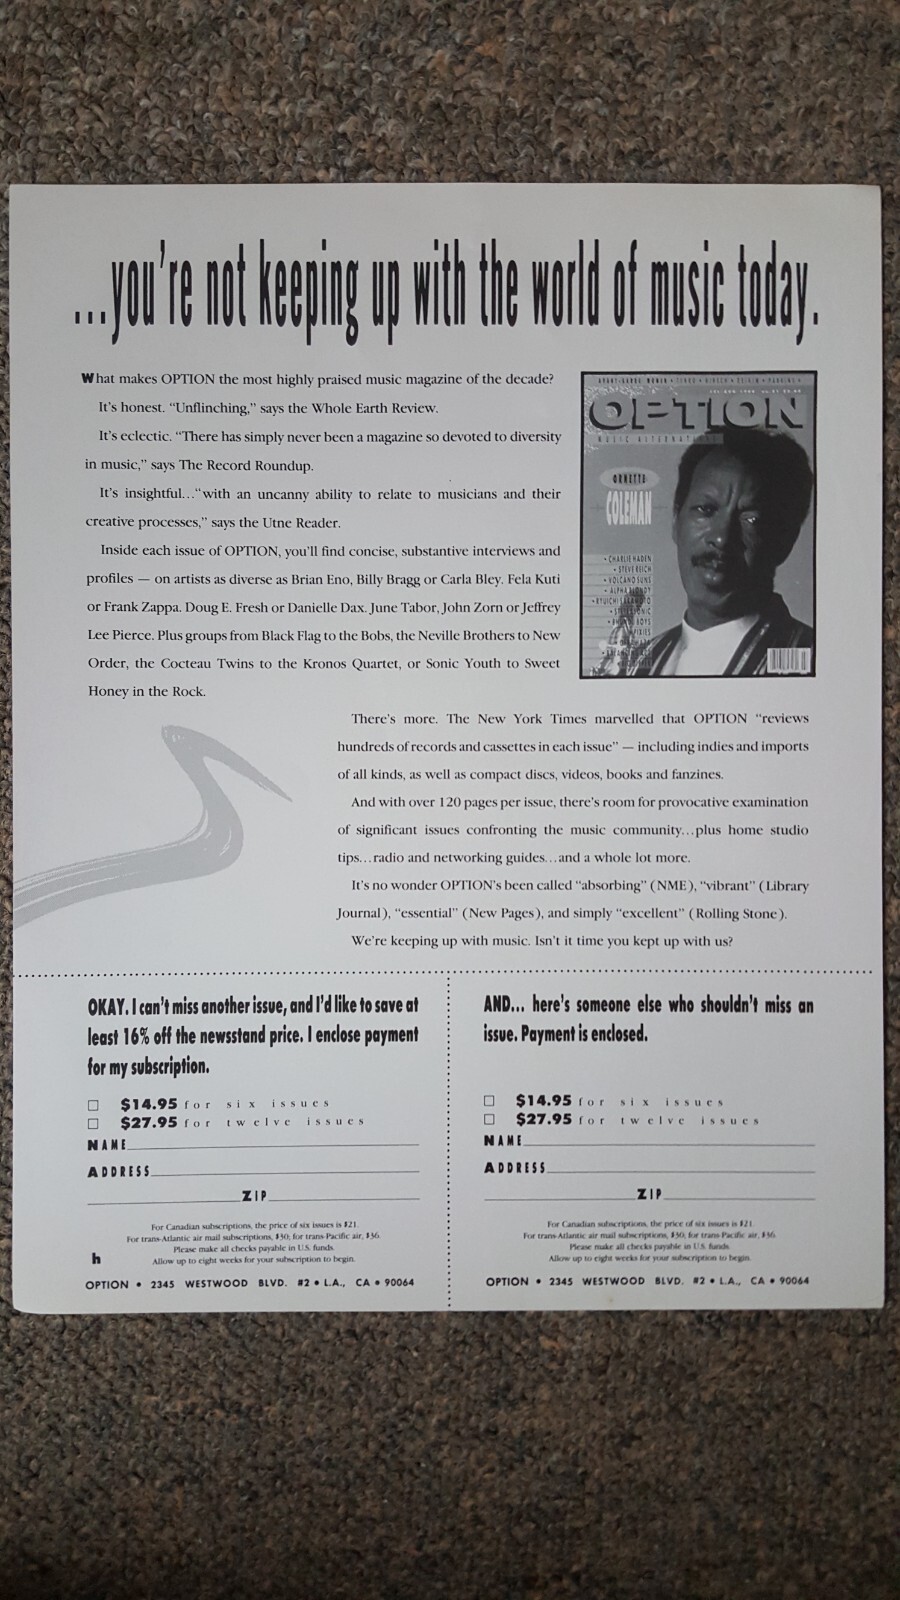 ...you're not keeping up with the world of music today.
What makes OPTION the most highly praised music magazine of the decade?
It's honest. "Unflinching," says the Whole Earth Review.
It's eclectic. "There has simply never been a magazine so devoted to diversity
in music," says The Record Roundup.
It's insightful..."with an uncanny ability to relate to musicians and their
creative processes," says the Utne Reader.
Inside each issue of OPTION, you'll find concise, substantive interviews and
profiles — on artists as diverse as Brian Eno, Billy Bragg or Carla Bley. Fela Kuti
or Frank Zappa. Doug E. Fresh or Danielle Dax. June Tabor, John Zorn or Jeffrey
Lee Pierce. Plus groups from Black Flag to the Bobs, the Neville Brothers to New
Order, the Cocteau Twins to the Kronos Quartet, or Sonic Youth to Sweet
Honey in the Rock.
OPTION
MUSIC ALTERNATIVES
ORNETTE
COLEMAN
• CHARLIE HADEN
• STEVE REICH
• VOLCANO SUNS
• ALPHA BLONDY
• RYUICHI SAKAMOTO
PIXIES
There's more. The New York Times marvelled that OPTION "reviews
hundreds of records and cassettes in each issue" — including indies and imports
of all kinds, as well as compact discs, videos, books and fanzines.
And with over 120 pages per issue, there's room for provocative examination
of significant issues confronting the music community...plus home studio
tips...radio and networking guides...and a whole lot more.
It's no wonder OPTION's been called "absorbing" (NME), "vibrant" (Library
Journal), "essential" (New Pages), and simply "excellent" (Rolling Stone).
We're keeping up with music. Isn't it time you kept up with us?
OKAY. I can't miss another issue, and I'd like to save at
least 16% off the newsstand price. I enclose payment
for my subscription.
$14.95 for six issues
$27.95 for twelve issues
NAME
ADDRESS
ZIP
For Canadian subscriptions, the price of six issues is $21.
For trans-Atlantic air mail subscriptions, $30; for trans-Pacific air, $36.
Please make all checks payable in U.S. funds.
Allow up to eight weeks for your subscription to begin.
h
OPTION • 2345 WESTWOOD BLVD. #2 • L.A., CA • 90064
AND... here's someone else who shouldn't miss an
issue. Payment is enclosed.
$14.95 for six issues
$27.95 for twelve issues
NAME
ADDRESS
ZIP
For Canadian subscriptions, the price of six issues is $21.
For trans-Atlantic air mail subscriptions, $30, for trans-Pacific air, $36.
Please make all checks payable in U.S. funds.
Allow up to eight weeks for your subscription to begin.
OPTION • 2345 WESTWOOD BLVD. #2 • L.A., CA • 90064